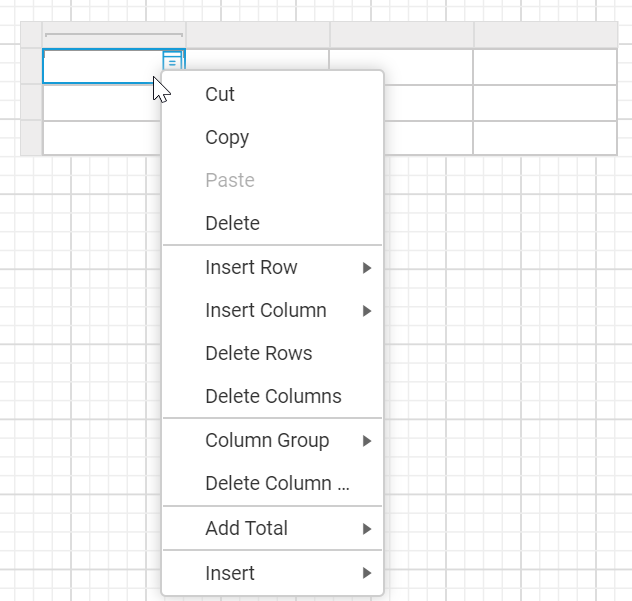 Cut
Copy
Paste
Delete
Insert Row
Insert Column
Delete Rows
Delete Columns
Column Group
Delete Column ...
Add Total
Insert